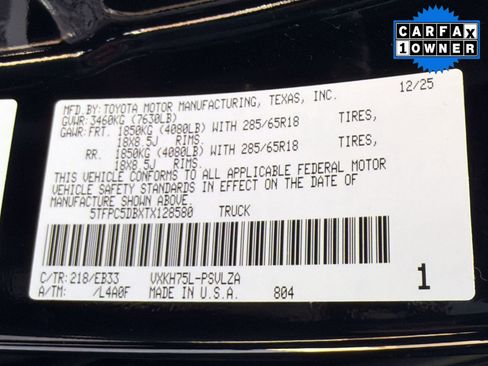 CARFAX
1 OWNER
MFD.BY:TOYOTA MOTOR MANUFACTURING, TEXAS, INC. 12/25
GVWR:3460KG (7630LB)
GAWR:FRT. 1850KG (4080LB) WITH 285/65R18 TIRES,
18X8.5J RIMS,
RR. 1850KG (4080LB) WITH 285/65R18 TIRES,
18X8.5J RIMS.
THIS VEHICLE CONFORMS TO ALL APPLICABLE FEDERAL MOTOR
VEHICLE SAFETY STANDARDS IN EFFECT ON THE DATE OF
MANUFACTURE SHOWN ABOVE.
5TFPC5DBXTX128580 TRUCK
C/TR:218/EB33 VXKH75L-PSVLZA 1
A/TM: /L4A0F MADE IN U.S.A. 804